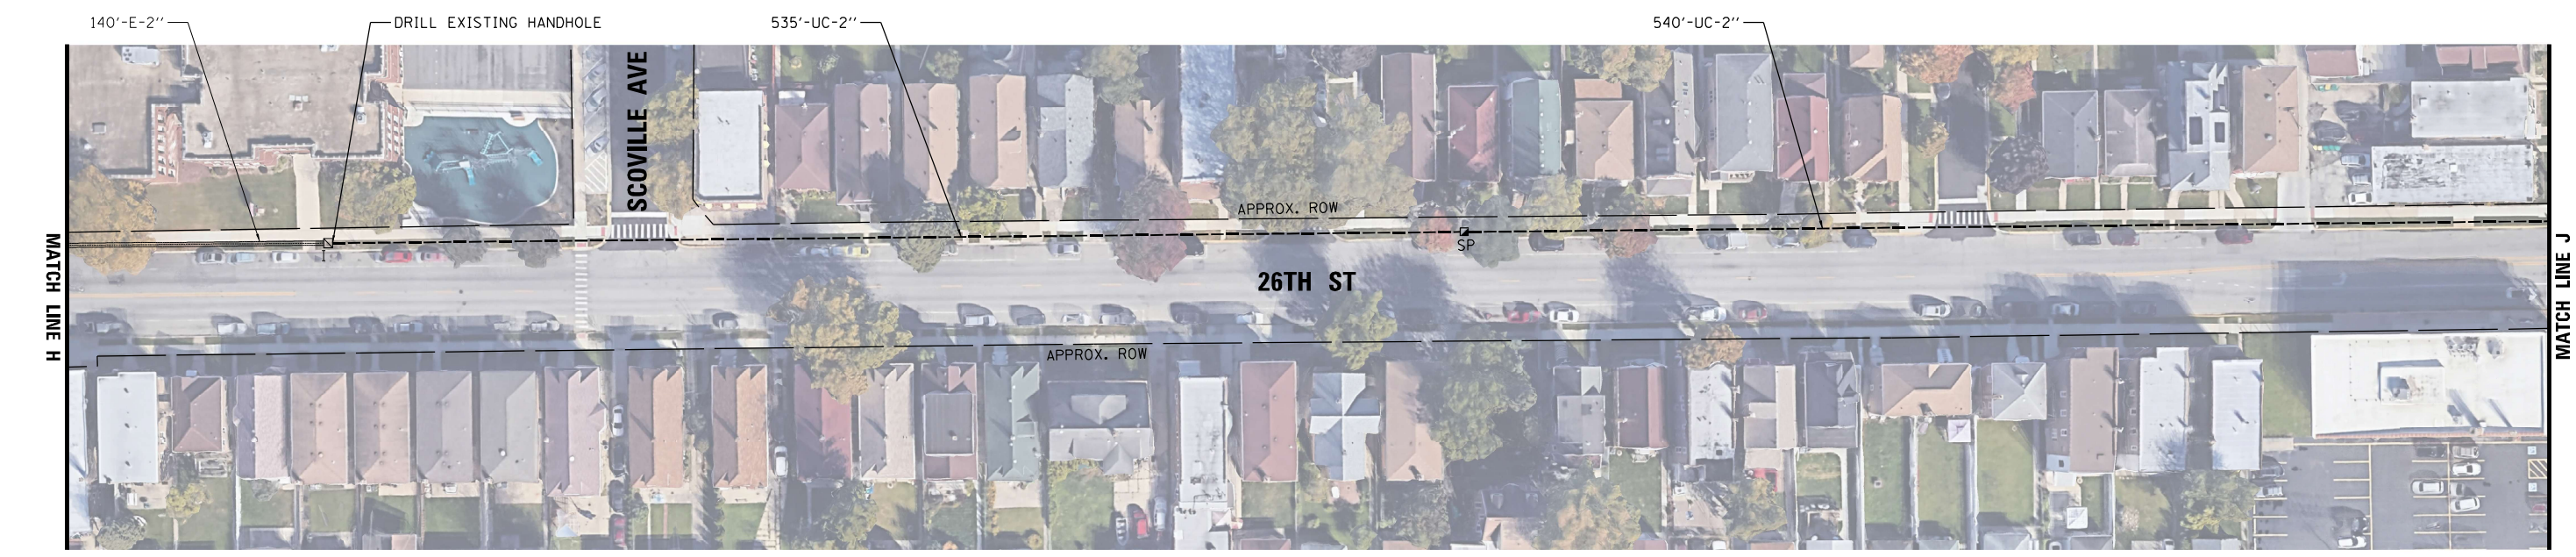 140'-E-2"
DRILL EXISTING HANDHOLE
535'-UC-2"
540'-UC-2"
SCOVILLE AVE
APPROX. ROW
SP
26TH ST
APPROX. ROW
MATCH LINE H
MATCH LINE J